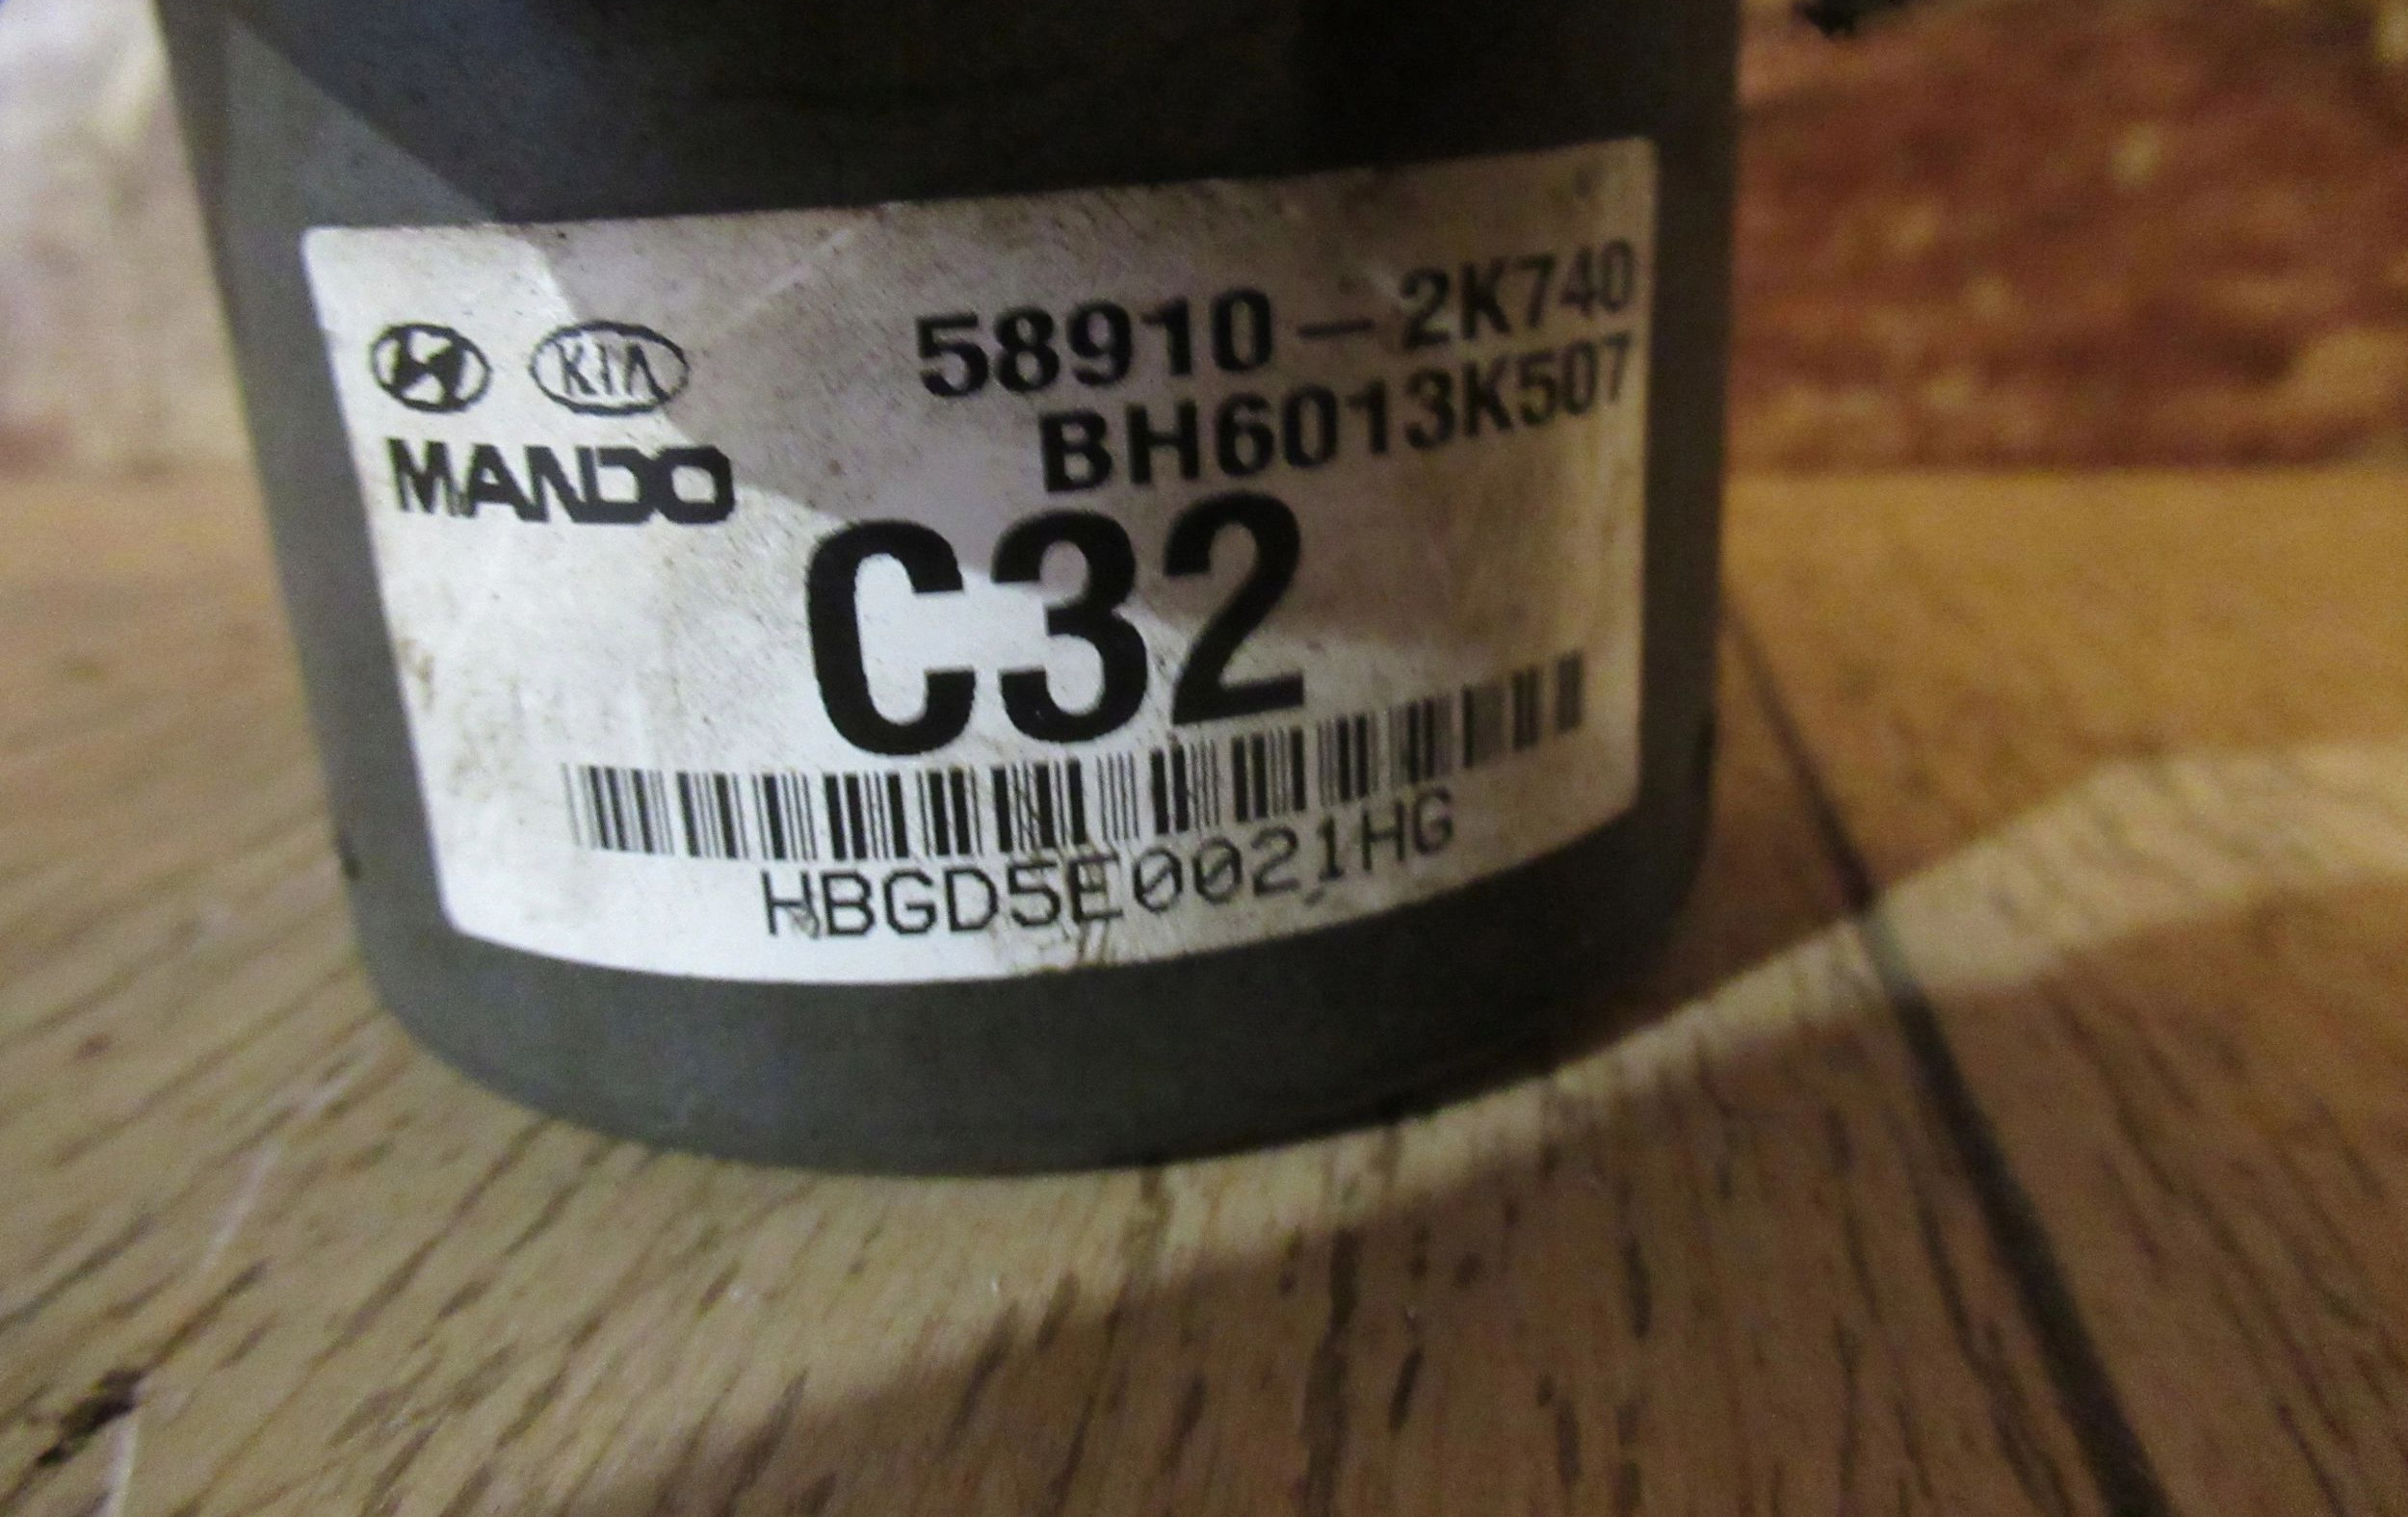 58910-2K740
KIA
BH6013K507
MANDO
C32
HBGD5E0021HG